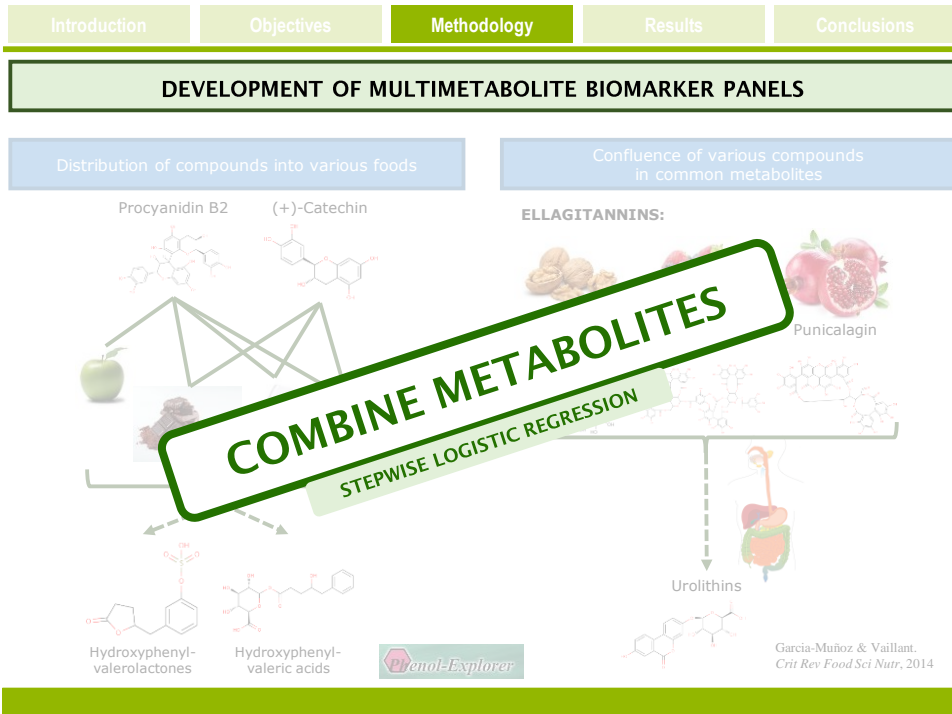 Introduction
Objectives
Methodology
Results
Conclusions
DEVELOPMENT OF MULTIMETABOLITE BIOMARKER PANELS
Distribution of compounds into various foods
Confluence of various compounds
in common metabolites
Procyanidin B2
(+)-Catechin
ELLAGITANNINS:
Punicalagin
COMBINE METABOLITES
STEPWISE LOGISTIC REGRESSION
Hydroxyphenyl-
valerolactones
Hydroxyphenyl-
valeric acids
Phenol-Explorer
Urolithins
Garcia-Muñoz & Vaillant.
Crit Rev Food Sci Nutr, 2014